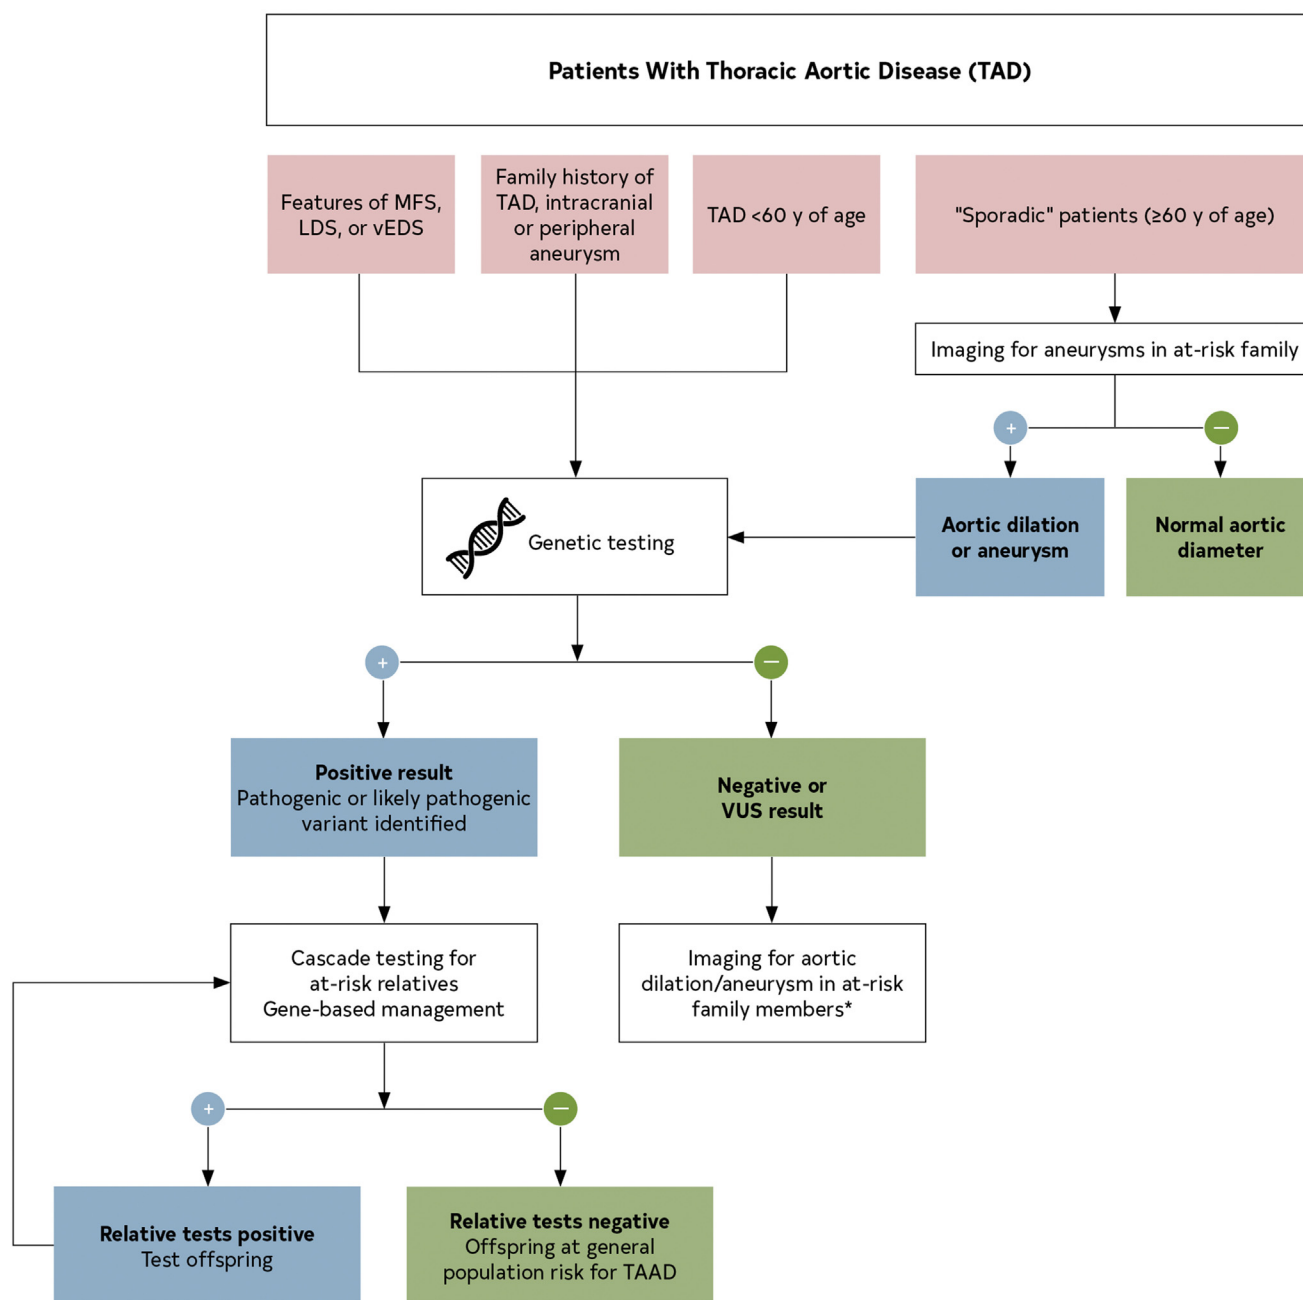 Patients With Thoracic Aortic Disease (TAD)
Features of MFS,
LDS, or vEDS
Family history of
TAD, intracranial
or peripheral
aneurysm
TAD <60 y of age
"Sporadic" patients (≥60 y of age)
Imaging for aneurysms in at-risk family
+
—
Aortic dilation
or aneurysm
Normal aortic
diameter
Genetic testing
+
—
Positive result
Pathogenic or likely pathogenic
variant identified
Negative or
VUS result
Cascade testing for
at-risk relatives
Gene-based management
Imaging for aortic
dilation/aneurysm in at-risk
family members*
+
—
Relative tests positive
Test offspring
Relative tests negative
Offspring at general
population risk for TAAD